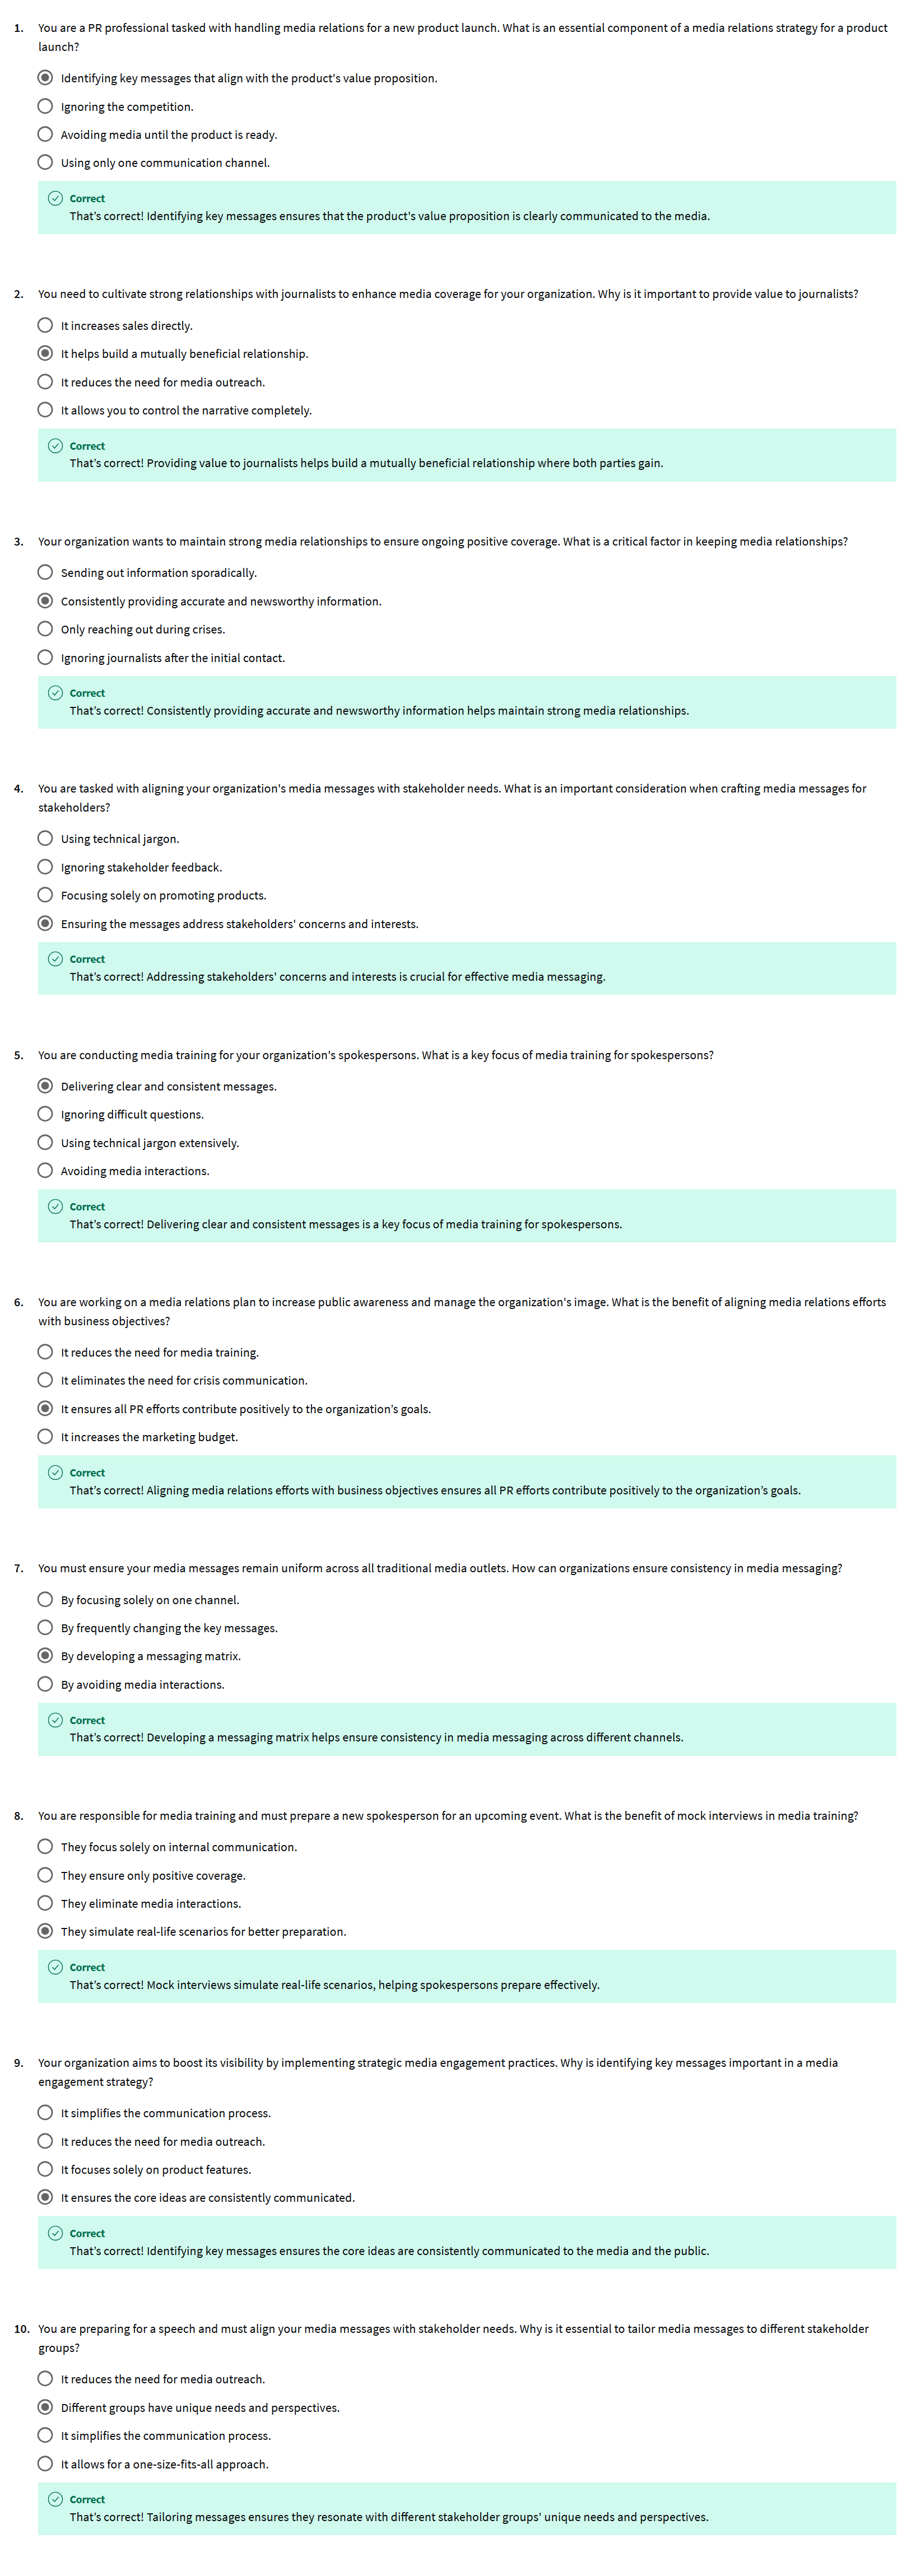 1. You are a PR professional tasked with handling media relations for a new product launch. What is an essential component of a media relations strategy for a product
launch?
Identifying key messages that align with the product's value proposition.
Ignoring the competition.
Avoiding media until the product is ready.
Using only one communication channel.
Correct
That's correct! Identifying key messages ensures that the product's value proposition is clearly communicated to the media.
2. You need to cultivate strong relationships with journalists to enhance media coverage for your organization. Why is it important to provide value to journalists?
It increases sales directly.
It helps build a mutually beneficial relationship.
It reduces the need for media outreach.
It allows you to control the narrative completely.
Correct
That's correct! Providing value to journalists helps build a mutually beneficial relationship where both parties gain.
3. Your organization wants to maintain strong media relationships to ensure ongoing positive coverage. What is a critical factor in keeping media relationships?
Sending out information sporadically.
Consistently providing accurate and newsworthy information.
Only reaching out during crises.
Ignoring journalists after the initial contact.
Correct
That's correct! Consistently providing accurate and newsworthy information helps maintain strong media relationships.
4. You are tasked with aligning your organization's media messages with stakeholder needs. What is an important consideration when crafting media messages for
stakeholders?
Using technical jargon.
Ignoring stakeholder feedback.
Focusing solely on promoting products.
Ensuring the messages address stakeholders' concerns and interests.
Correct
That's correct! Addressing stakeholders' concerns and interests is crucial for effective media messaging.
5. You are conducting media training for your organization's spokespersons. What is a key focus of media training for spokespersons?
Delivering clear and consistent messages.
Ignoring difficult questions.
Using technical jargon extensively.
Avoiding media interactions.
Correct
That's correct! Delivering clear and consistent messages is a key focus of media training for spokespersons.
6. You are working on a media relations plan to increase public awareness and manage the organization's image. What is the benefit of aligning media relations efforts
with business objectives?
It reduces the need for media training.
It eliminates the need for crisis communication.
It ensures all PR efforts contribute positively to the organization's goals.
It increases the marketing budget.
Correct
That's correct! Aligning media relations efforts with business objectives ensures all PR efforts contribute positively to the organization's goals.
7. You must ensure your media messages remain uniform across all traditional media outlets. How can organizations ensure consistency in media messaging?
By focusing solely on one channel.
By frequently changing the key messages.
By developing a messaging matrix.
By avoiding media interactions.
Correct
That's correct! Developing a messaging matrix helps ensure consistency in media messaging across different channels.
8. You are responsible for media training and must prepare a new spokesperson for an upcoming event. What is the benefit of mock interviews in media training?
They focus solely on internal communication.
They ensure only positive coverage.
They eliminate media interactions.
They simulate real-life scenarios for better preparation.
Correct
That's correct! Mock interviews simulate real-life scenarios, helping spokespersons prepare effectively.
9. Your organization aims to boost its visibility by implementing strategic media engagement practices. Why is identifying key messages important in a media
engagement strategy?
It simplifies the communication process.
It reduces the need for media outreach.
It focuses solely on product features.
It ensures the core ideas are consistently communicated.
Correct
That's correct! Identifying key messages ensures the core ideas are consistently communicated to the media and the public.
10. You are preparing for a speech and must align your media messages with stakeholder needs. Why is it essential to tailor media messages to different stakeholder
groups?
It reduces the need for media outreach.
Different groups have unique needs and perspectives.
It simplifies the communication process.
It allows for a one-size-fits-all approach.
Correct
That's correct! Tailoring messages ensures they resonate with different stakeholder groups' unique needs and perspectives.